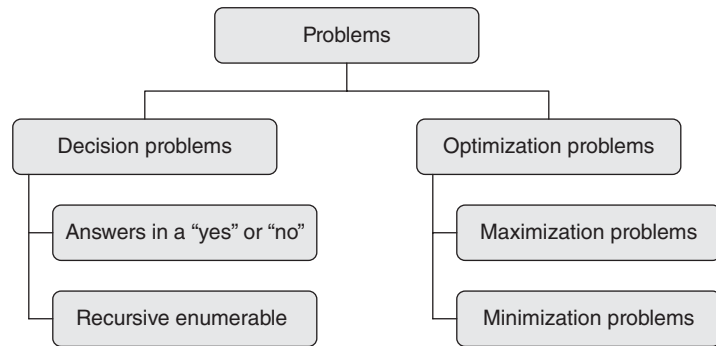 Problems
Decision problems
Optimization problems
Answers in a “yes” or “no”
Maximization problems
Recursive enumerable
Minimization problems